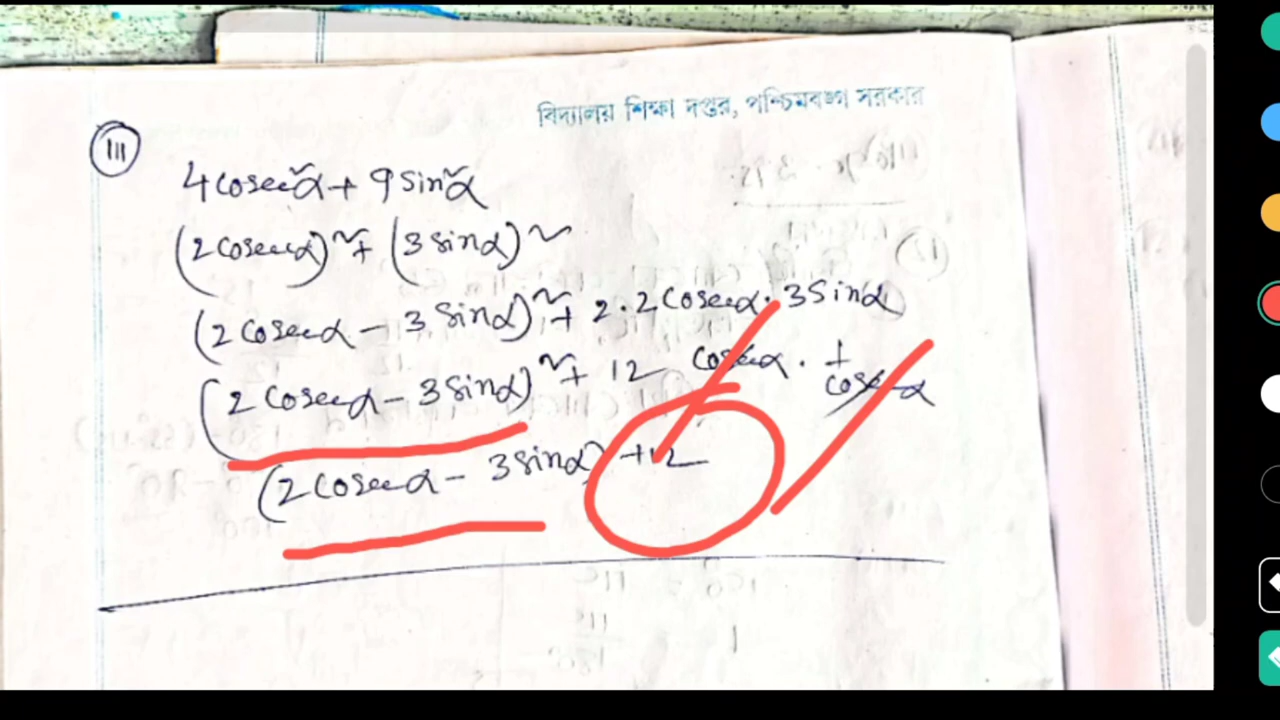 বিদ্যালয় শিক্ষা দপ্তর, পশ্চিমবঙ্গ সরকার
III
4cosec²α + 9sin²α
(2cosecα)² + (3sinα)²
(2cosecα - 3sinα)² + 2·2cosecα·3sinα
(2cosecα - 3sinα)² + 12 cosecα · 1/cosecα
(2cosecα - 3sinα) +12